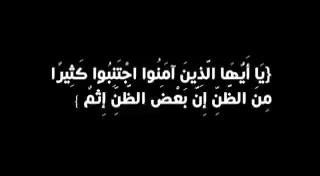 {يَا أَيُّهَا الَّذِينَ آمَنُوا اجْتَنِبُوا كَثِيرًا
مِنَ الظَّنِّ إِنَّ بَعْضَ الظَّنِّ إِثْمٌ }